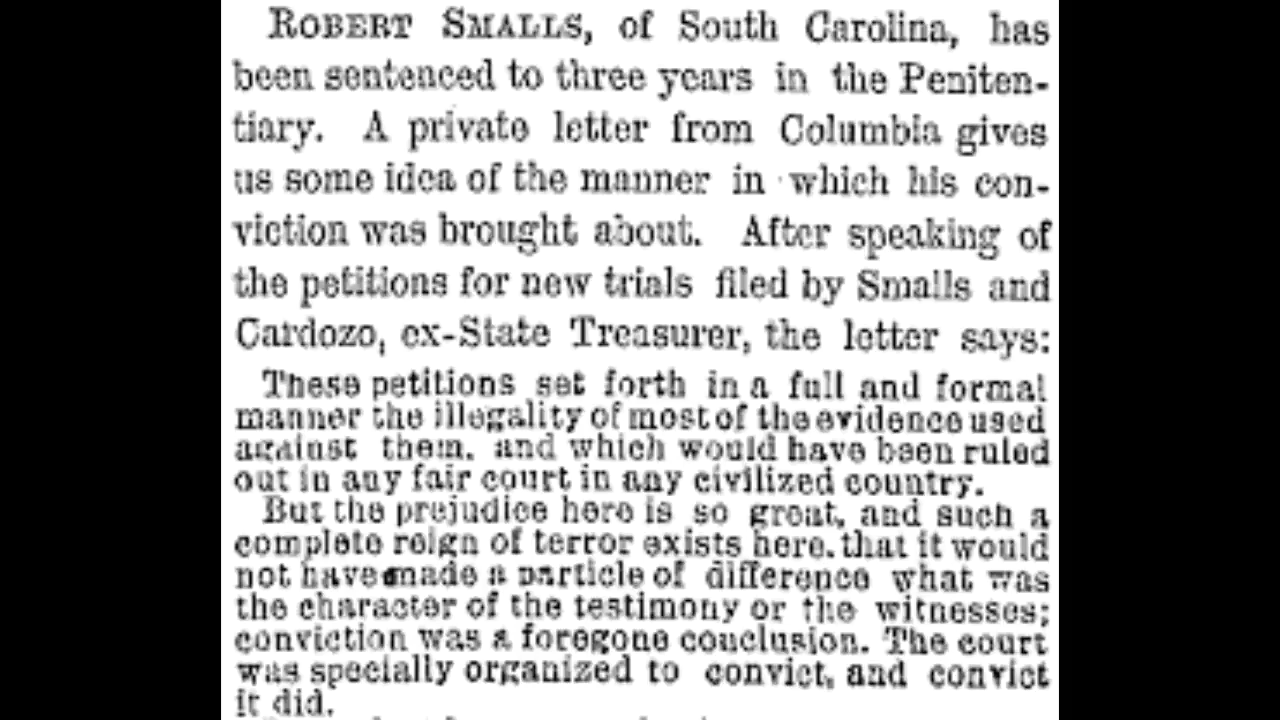 ROBERT SMALLS, of South Carolina, has
been sentenced to three years in the Peniten-
tiary. A private letter from Columbia gives
us some idea of the manner in which his con-
viction was brought about. After speaking of
the petitions for new trials filed by Smalls and
Cardozo, ex-State Treasurer, the letter says:
These petitions set forth in a full and formal
manner the illegality of most of the evidence used
against them, and which would have been ruled
out in any fair court in any civilized country.
But the prejudice here is so great, and such a
complete reign of terror exists here, that it would
not have made a particle of difference what was
the character of the testimony or the witnesses;
conviction was a foregone conclusion. The court
was specially organized to convict, and convict
it did.